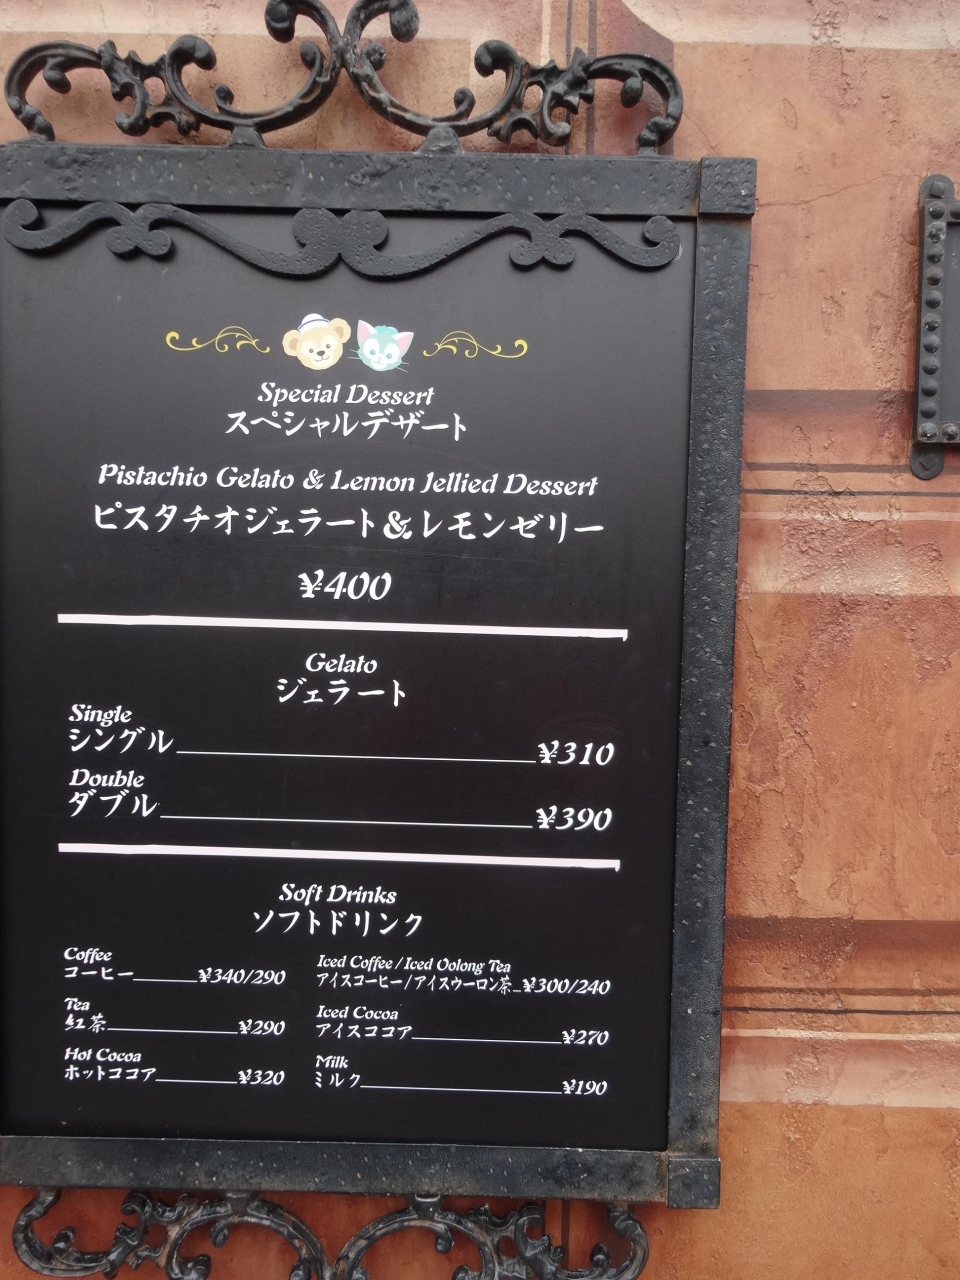 Special Dessert
スペシャルデザート
Pistachio Gelato & Lemon Jellied Dessert
ピスタチオジェラート&レモンゼリー
¥400
Gelato
ジェラート
Single
シングル ¥310
Double
ダブル ¥390
Soft Drinks
ソフトドリンク
Coffee
コーヒー ¥340/290
Tea
紅茶 ¥290
Hot Cocoa
ホットココア ¥320
Iced Coffee / Iced Oolong Tea
アイスコーヒー/アイスウーロン茶 ¥300/240
Iced Cocoa
アイスココア ¥270
Milk
ミルク ¥190